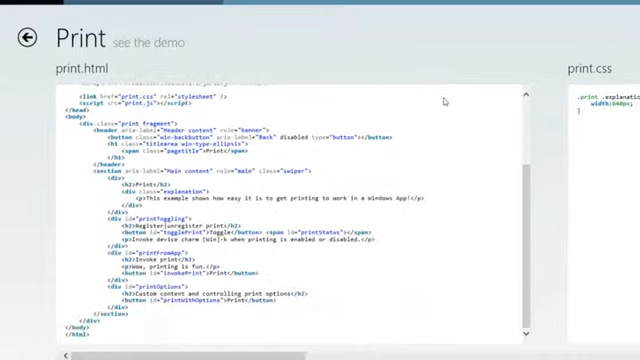 Print see the demo
print.html
print.css
<link href="print.css" rel="stylesheet" />
<script src="print.js"></script>
</head>
<body>
<div class="print fragment">
<header aria-label="Header content" role="banner">
<button class="win-backbutton" aria-label="Back" disabled type="button"></button>
<h1 class="titlearea win-type-ellipsis">
<span class="pagetitle">Print</span>
</h1>
</header>
<section aria-label="Main content" role="main" class="swiper">
<div>
<h2>Print</h2>
<div class="explanation">
<p>This example shows how easy it is to get printing to work in a Windows App!</p>
</div>
<div id="printToggling">
<h2>Register/unregister print</h2>
<button id="togglePrint">Toggle</button> <span id="printStatus"></span>
<p>Invoke device charm [Win]-k when printing is enabled or disabled.</p>
</div>
<div id="printFromApp">
<h2>Invoke print</h2>
<p>Wow, printing is fun.</p>
<button id="invokePrint">Print</button>
</div>
<div id="printOptions">
<h2>Custom content and controlling print options</h2>
<button id="printWithOptions">Print</button>
</div>
</div>
</section>
</div>
</body>
</html>
.print .explanation
width:640px;
}